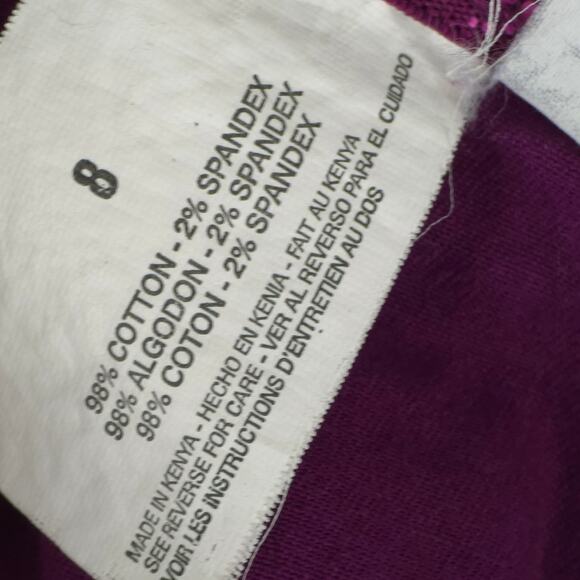 8
98% COTTON - 2% SPANDEX
98% ALGODON - 2% SPANDEX
98% COTON - 2% SPANDEX
MADE IN KENYA - HECHO EN KENIA - FAIT AU KENYA
SEE REVERSE FOR CARE - VER AL REVERSO PARA EL CUIDADO
VOIR LES INSTRUCTIONS D'ENTRETIEN AU DOS